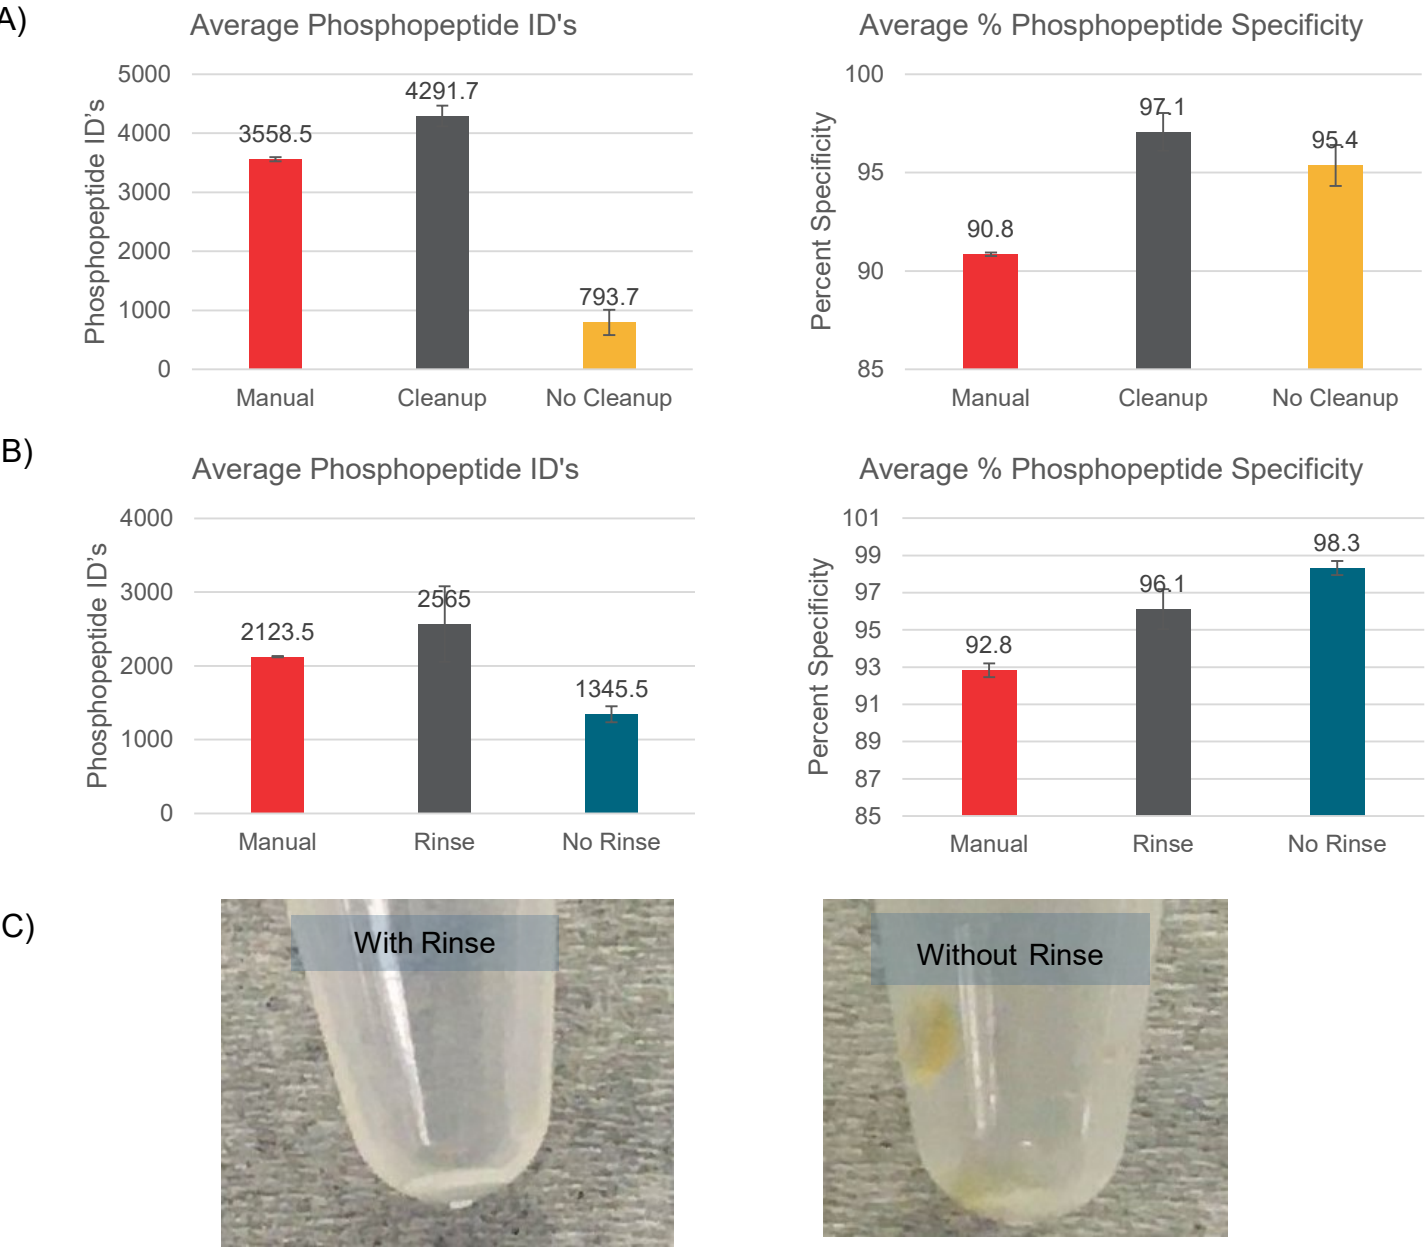 A)
Average Phosphopeptide ID's
Phosphopeptide ID’s
5000
4000
3000
2000
1000
0
3558.5
4291.7
793.7
Manual
Cleanup
No Cleanup
Average % Phosphopeptide Specificity
Percent Specificity
100
95
90
85
90.8
97.1
95.4
Manual
Cleanup
No Cleanup
B)
Average Phosphopeptide ID's
Phosphopeptide ID’s
4000
3000
2000
1000
0
2123.5
2565
1345.5
Manual
Rinse
No Rinse
Average % Phosphopeptide Specificity
Percent Specificity
101
99
97
95
93
91
89
87
85
92.8
96.1
98.3
Manual
Rinse
No Rinse
C)
With Rinse
Without Rinse